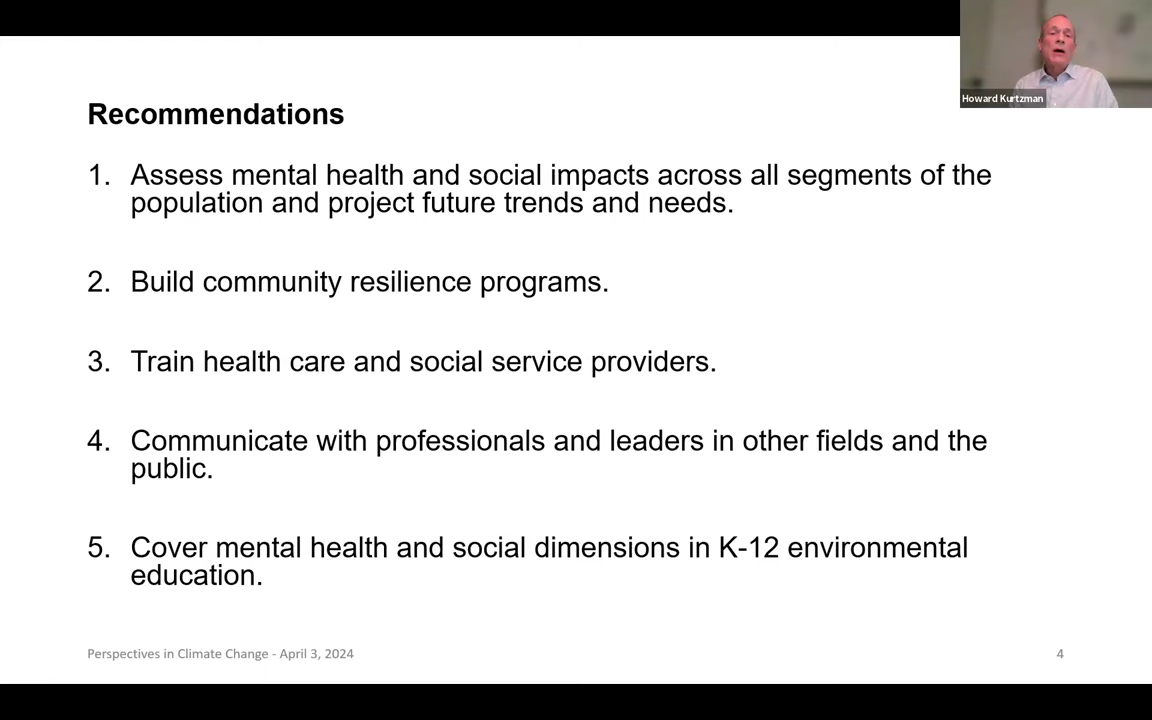 Howard Kurtzman
Recommendations
1. Assess mental health and social impacts across all segments of the
population and project future trends and needs.
2. Build community resilience programs.
3. Train health care and social service providers.
4. Communicate with professionals and leaders in other fields and the
public.
5. Cover mental health and social dimensions in K-12 environmental
education.
Perspectives in Climate Change - April 3, 2024
4